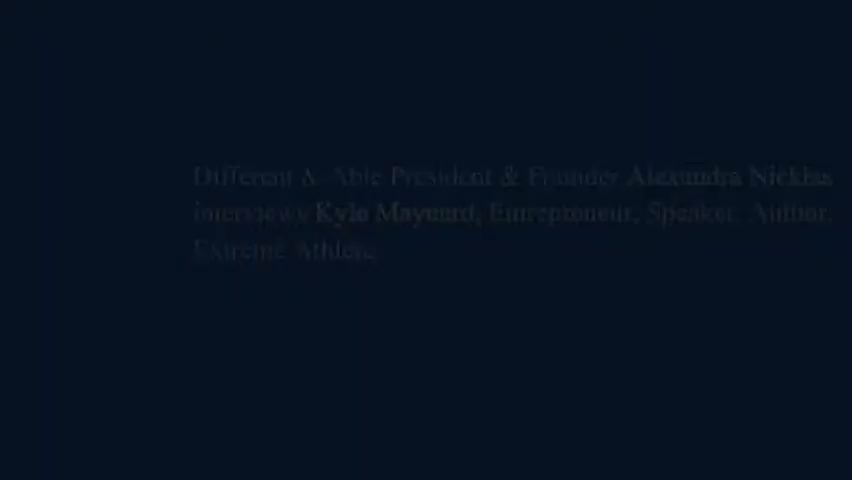 Different & Able President & Founder Alexandra Nicklas
interviews Kyle Maynard, Entrepreneur, Speaker, Author,
Extreme Athlete